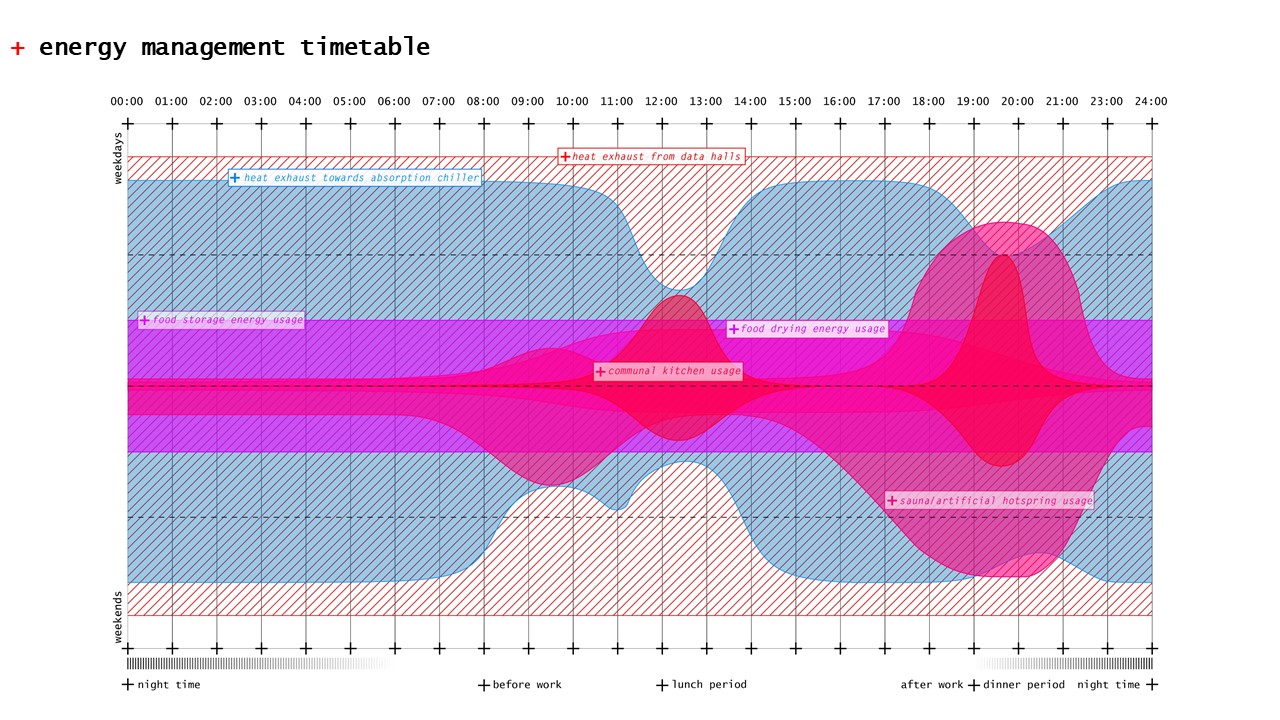 + energy management timetable
00:00 01:00 02:00 03:00 04:00 05:00 06:00 07:00 08:00 09:00 10:00 11:00 12:00 13:00 14:00 15:00 16:00 17:00 18:00 19:00 20:00 21:00 23:00 24:00
weekdays
+heat exhaust from data halls
+ heat exhaust towards absorption chiller
+ food storage energy usage
+ food drying energy usage
+ communal kitchen usage
+ sauna/artificial hotspring usage
weekends
+ night time + before work + lunch period after work + dinner period night time +